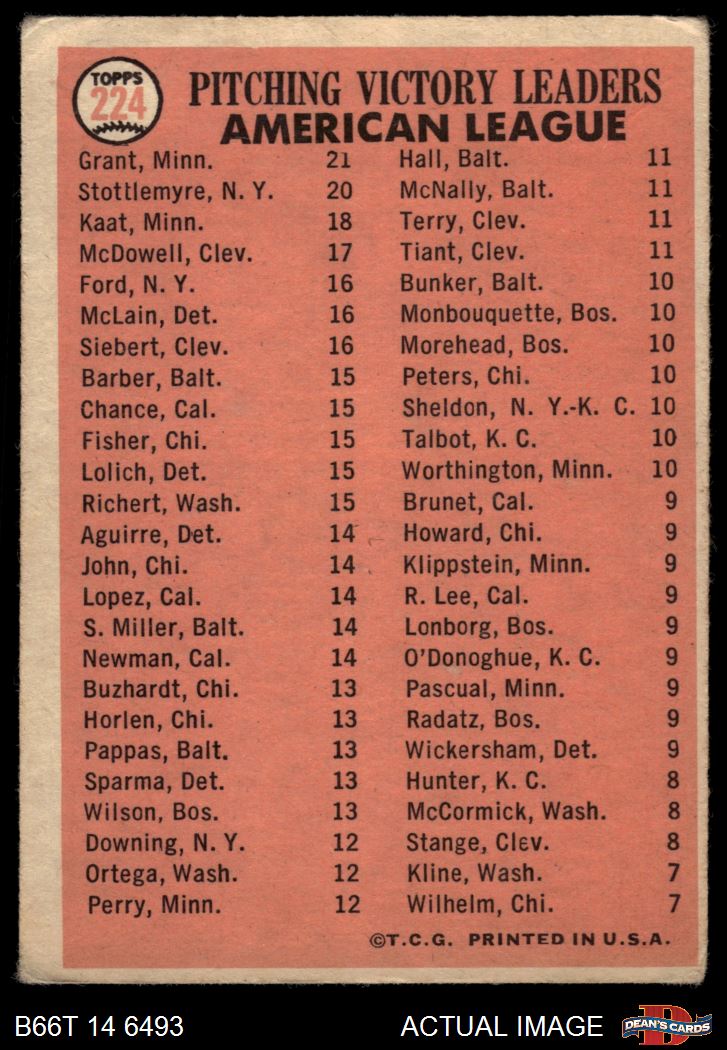 TOPPS
224
PITCHING VICTORY LEADERS
AMERICAN LEAGUE
Grant, Minn. 21
Stottlemyre, N. Y. 20
Kaat, Minn. 18
McDowell, Clev. 17
Ford, N. Y. 16
McLain, Det. 16
Siebert, Clev. 16
Barber, Balt. 15
Chance, Cal. 15
Fisher, Chi. 15
Lolich, Det. 15
Richert, Wash. 15
Aguirre, Det. 14
John, Chi. 14
Lopez, Cal. 14
S. Miller, Balt. 14
Newman, Cal. 14
Buzhardt, Chi. 13
Horlen, Chi. 13
Pappas, Balt. 13
Sparma, Det. 13
Wilson, Bos. 13
Downing, N. Y. 12
Ortega, Wash. 12
Perry, Minn. 12
Hall, Balt. 11
McNally, Balt. 11
Terry, Clev. 11
Tiant, Clev. 11
Bunker, Balt. 10
Monbouquette, Bos. 10
Morehead, Bos. 10
Peters, Chi. 10
Sheldon, N. Y.-K. C. 10
Talbot, K. C. 10
Worthington, Minn. 10
Brunet, Cal. 9
Howard, Chi. 9
Klippstein, Minn. 9
R. Lee, Cal. 9
Lonborg, Bos. 9
O'Donoghue, K. C. 9
Pascual, Minn. 9
Radatz, Bos. 9
Wickersham, Det. 9
Hunter, K. C. 8
McCormick, Wash. 8
Stange, Clev. 8
Kline, Wash. 7
Wilhelm, Chi. 7
©T.C.G. PRINTED IN U.S.A.
B66T 14 6493
ACTUAL IMAGE
D
DEAN'S CARDS